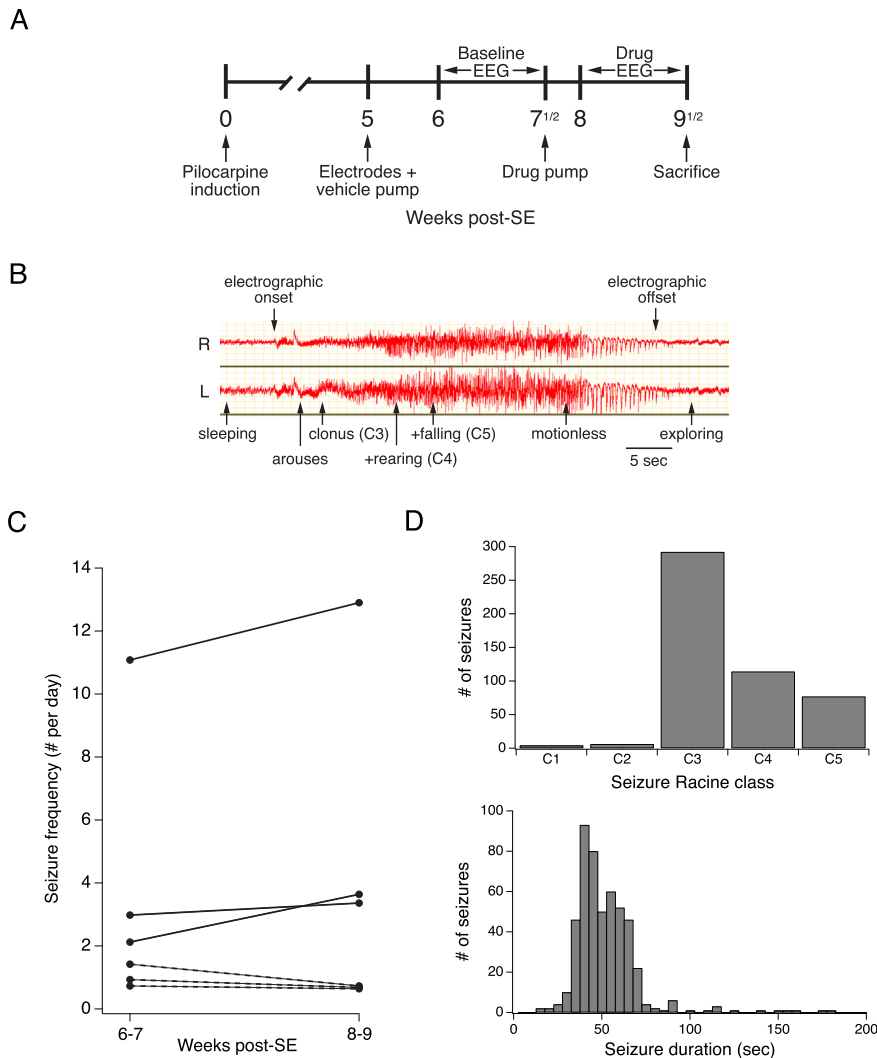 A
Baseline
EEG
Drug
EEG
0
5
6
7 1/2
8
9 1/2
Pilocarpine
induction
Electrodes +
vehicle pump
Drug pump
Sacrifice
Weeks post-SE
B
electrographic
onset
electrographic
offset
R
L
sleeping
clonus (C3)
+falling (C5)
motionless
exploring
arouses
+rearing (C4)
5 sec
C
14
12
10
8
6
4
2
0
Seizure frequency (# per day)
6-7
8-9
Weeks post-SE
D
300
250
200
150
100
50
0
# of seizures
C1
C2
C3
C4
C5
Seizure Racine class
100
80
60
40
20
0
# of seizures
0
50
100
150
200
Seizure duration (sec)